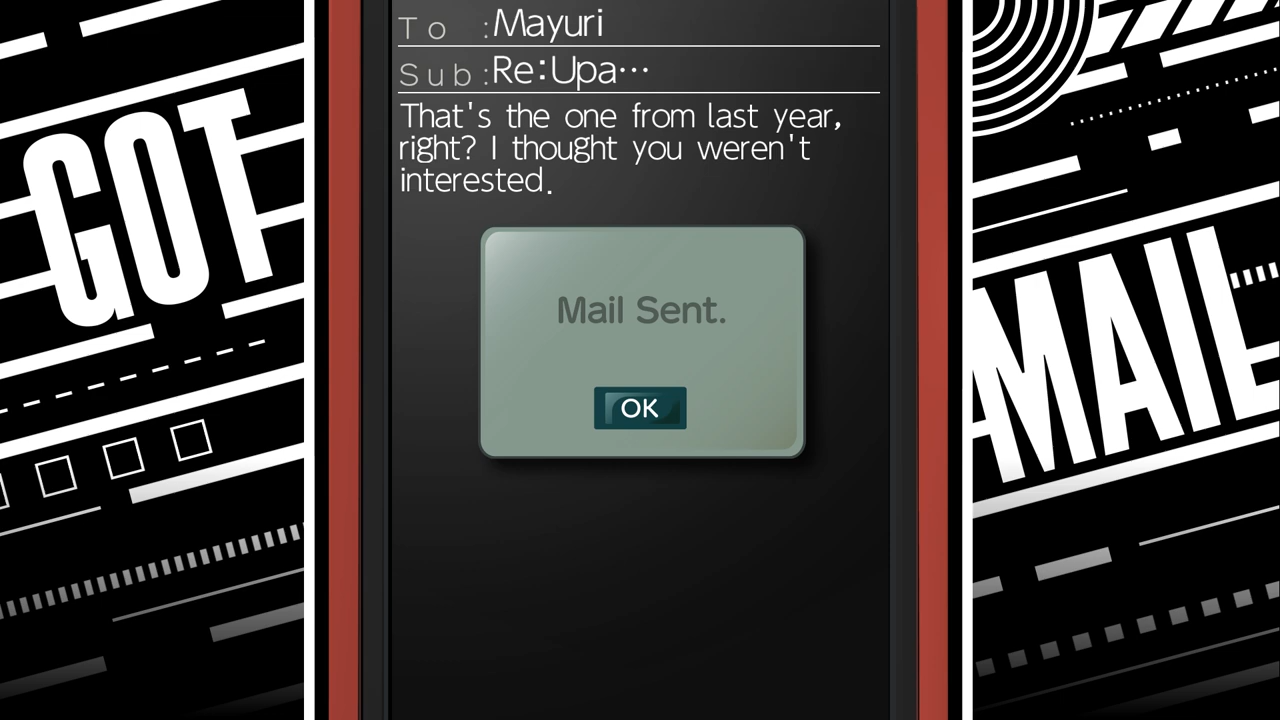 To :Mayuri
Sub:Re:Upa…
That's the one from last year,
right? I thought you weren't
interested.
GOT
Mail Sent.
MAIL
OK